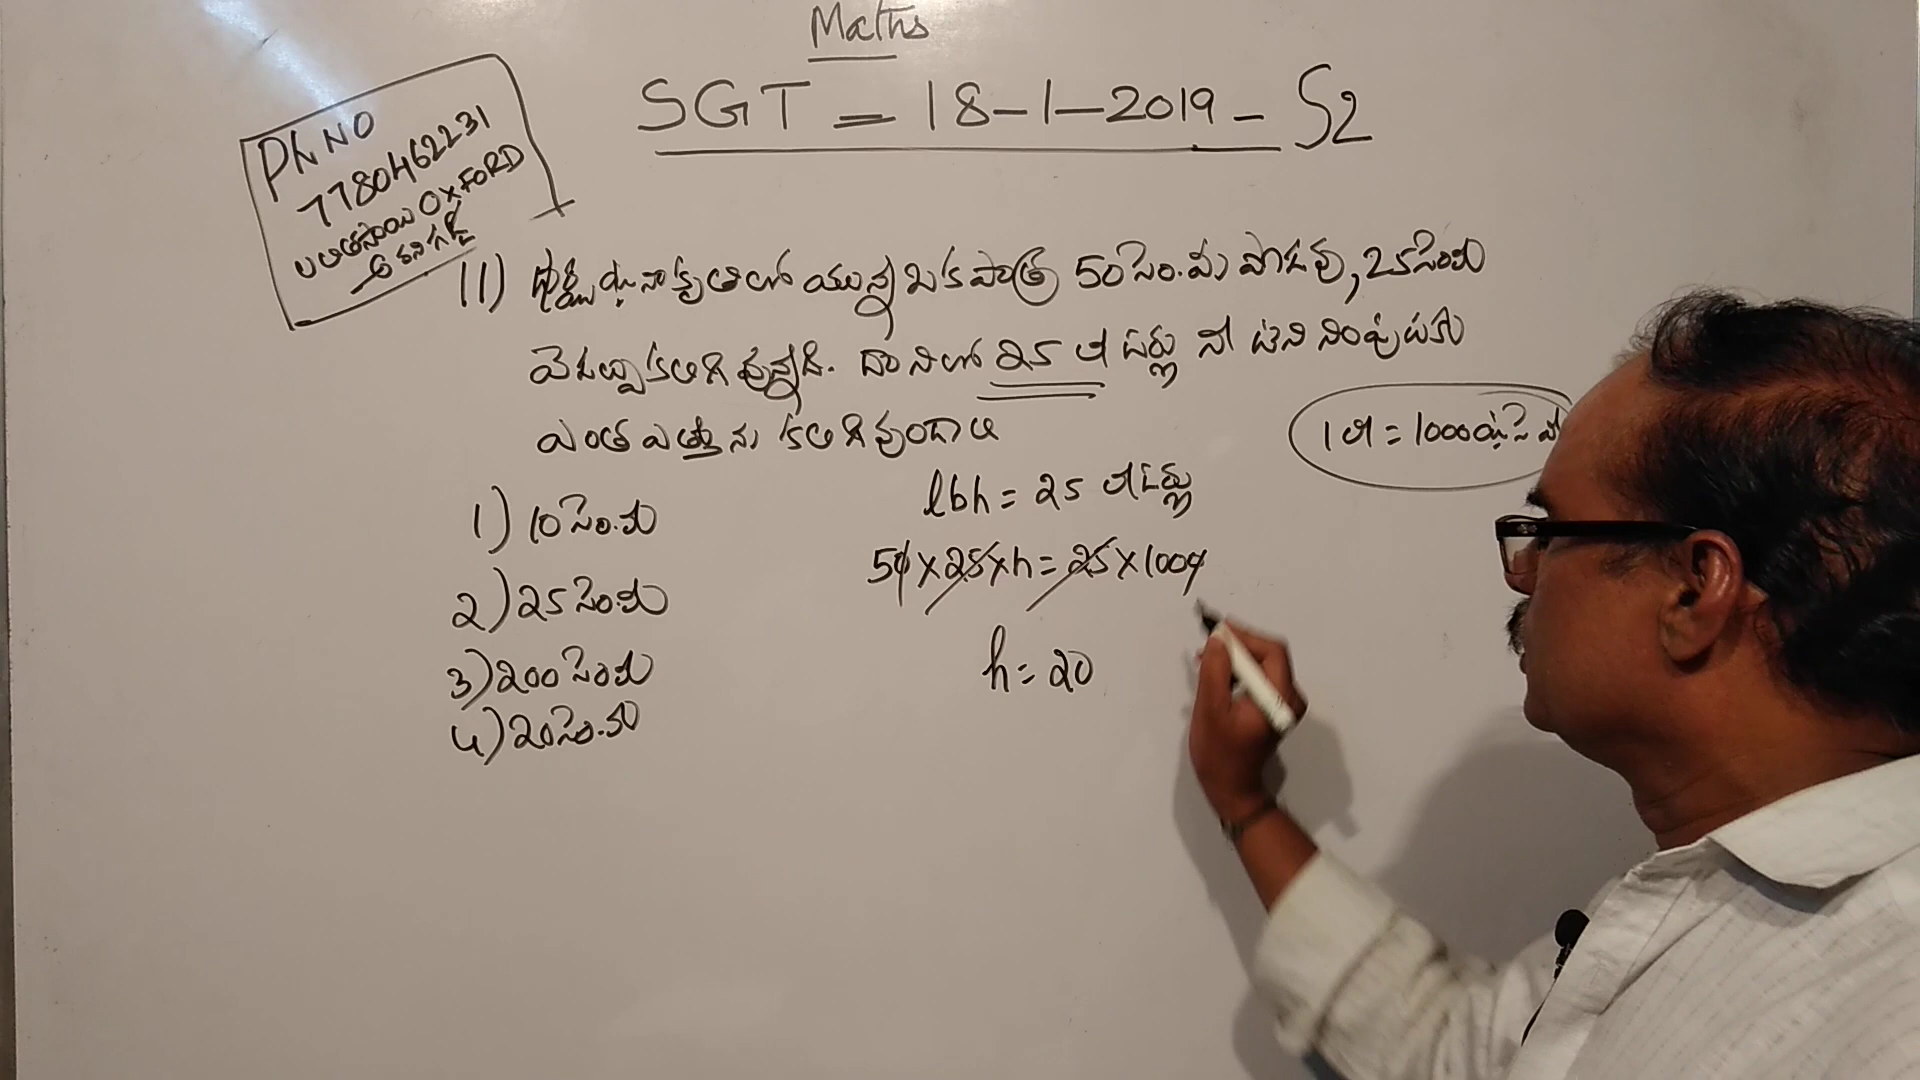 Maths
SGT = 18-1-2019 - S2
Ph NO
7780462231
OXFORD
11) దీర్ఘఘనాకృతిలో యున్న ఒక పాత్ర 50 సెం.మీ పొడవు, 25 సెం.మీ
వెడల్పు కలిగి వున్నది. దానిలో 25 లీటర్లు నీటిని నింపుటకు
ఎంత ఎత్తును కలిగి వుండాలి
1 లీ = 1000 ఘ.సెం.మీ
1) 10 సెం.మీ
2) 25 సెం.మీ
3) 200 సెం.మీ
4) 20 సెం.మీ
lbh = 25 లీటర్లు
50 × 25 × h = 25 × 1000
h = 20